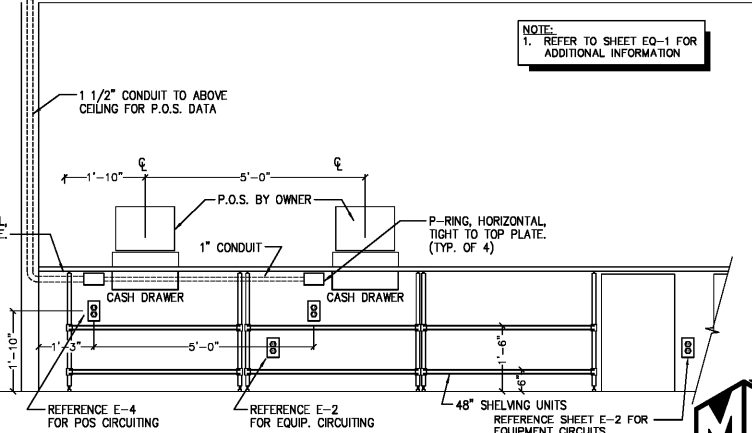 NOTE:
1. REFER TO SHEET EQ-1 FOR
ADDITIONAL INFORMATION
1 1/2" CONDUIT TO ABOVE
CEILING FOR P.O.S. DATA
1'-10"
5'-0"
P.O.S. BY OWNER
P-RING, HORIZONTAL,
TIGHT TO TOP PLATE.
(TYP. OF 4)
1" CONDUIT
CASH DRAWER
CASH DRAWER
1'-10"
1'-3"
5'-0"
1'-6"
6"
REFERENCE E-4
FOR POS CIRCUITING
REFERENCE E-2
FOR EQUIP. CIRCUITING
48" SHELVING UNITS
REFERENCE SHEET E-2 FOR
EQUIPMENT CIRCUITS